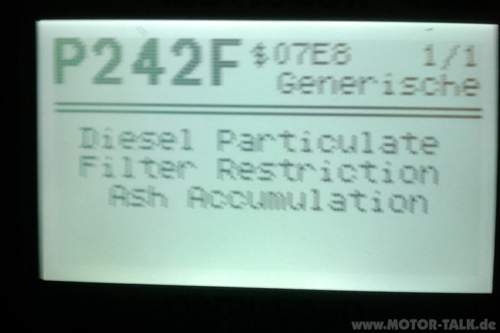 P242F $07E8 1/1
Generische
Diesel Particulate
Filter Restriction
Ash Accumulation
www.MOTOR-TALK.de